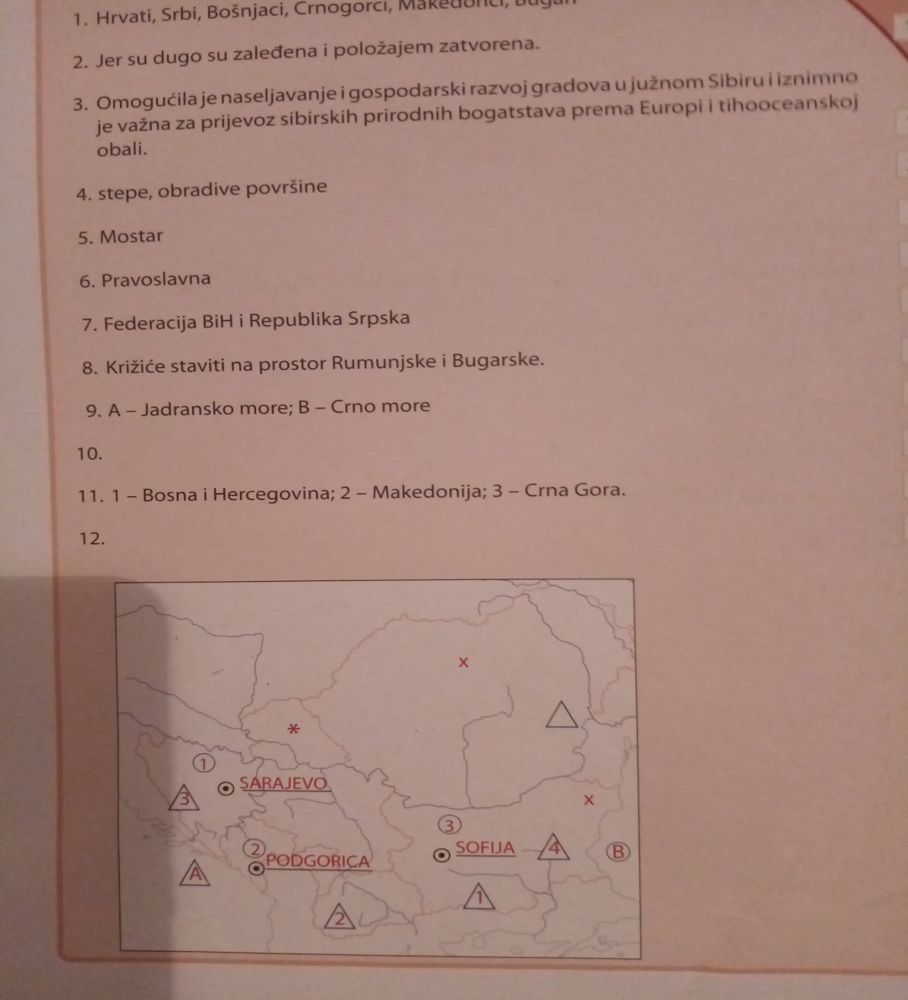 1. Hrvati, Srbi, Bošnjaci, Crnogorci, Makedonci, Bugari
2. Jer su dugo su zaleđena i položajem zatvorena.
3. Omogućila je naseljavanje i gospodarski razvoj gradova u južnom Sibiru i iznimno
je važna za prijevoz sibirskih prirodnih bogatstava prema Europi i tihooceanskoj
obali.
4. stepe, obradive površine
5. Mostar
6. Pravoslavna
7. Federacija BiH i Republika Srpska
8. Križiće staviti na prostor Rumunjske i Bugarske.
9. A – Jadransko more; B – Crno more
10.
11. 1 – Bosna i Hercegovina; 2 – Makedonija; 3 – Crna Gora.
12.
x
*
1
SARAJEVO
3
x
3
2
SOFIJA
4
B
PODGORICA
A
1
2